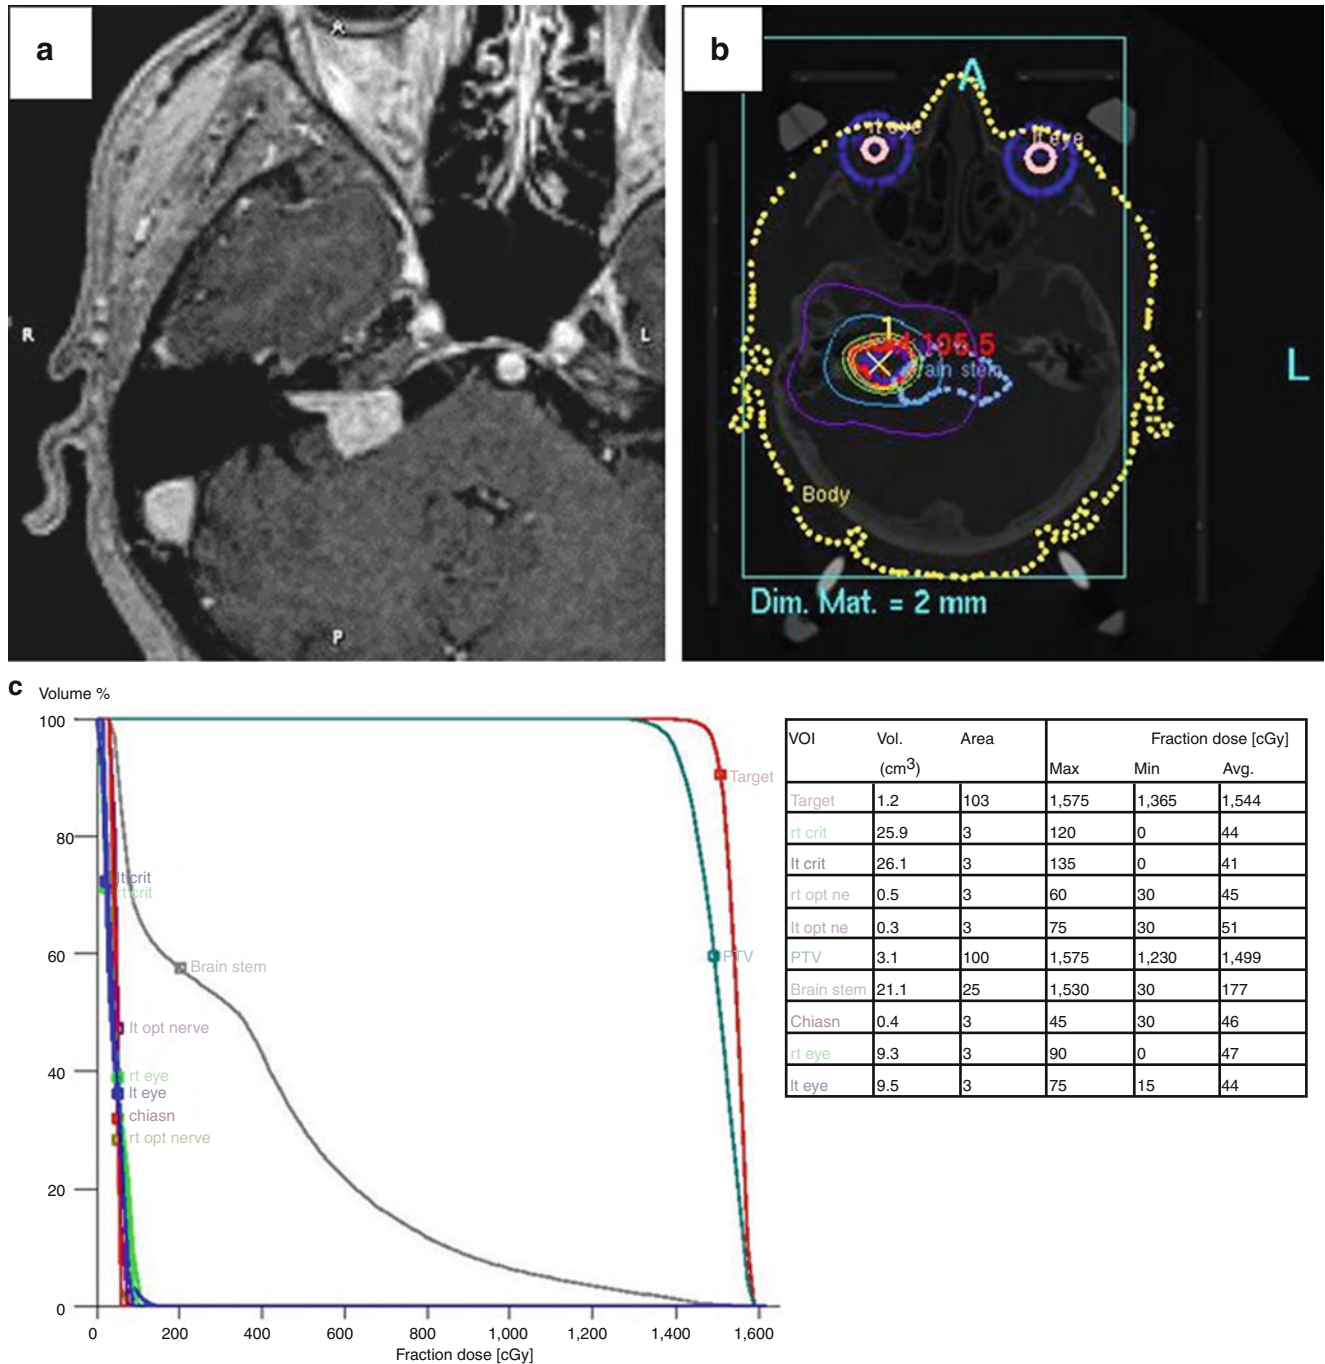 a
A
R
L
P
b
A
lt eye
lt eye
1
105.5
Brain stem
L
Body
Dim. Mat. = 2 mm
c
Volume %
100
80
60
40
20
0
Target
lt crit
rt crit
PTV
Brain stem
lt opt nerve
rt eye
lt eye
chiasn
rt opt nerve
0 200 400 600 800 1,000 1,200 1,400 1,600
Fraction dose [cGy]
VOI Vol. Area Fraction dose [cGy]
(cm3) Max Min Avg.
Target 1.2 103 1,575 1,365 1,544
rt crit 25.9 3 120 0 44
lt crit 26.1 3 135 0 41
rt opt ne 0.5 3 60 30 45
lt opt ne 0.3 3 75 30 51
PTV 3.1 100 1,575 1,230 1,499
Brain stem 21.1 25 1,530 30 177
Chiasn 0.4 3 45 30 46
rt eye 9.3 3 90 0 47
lt eye 9.5 3 75 15 44